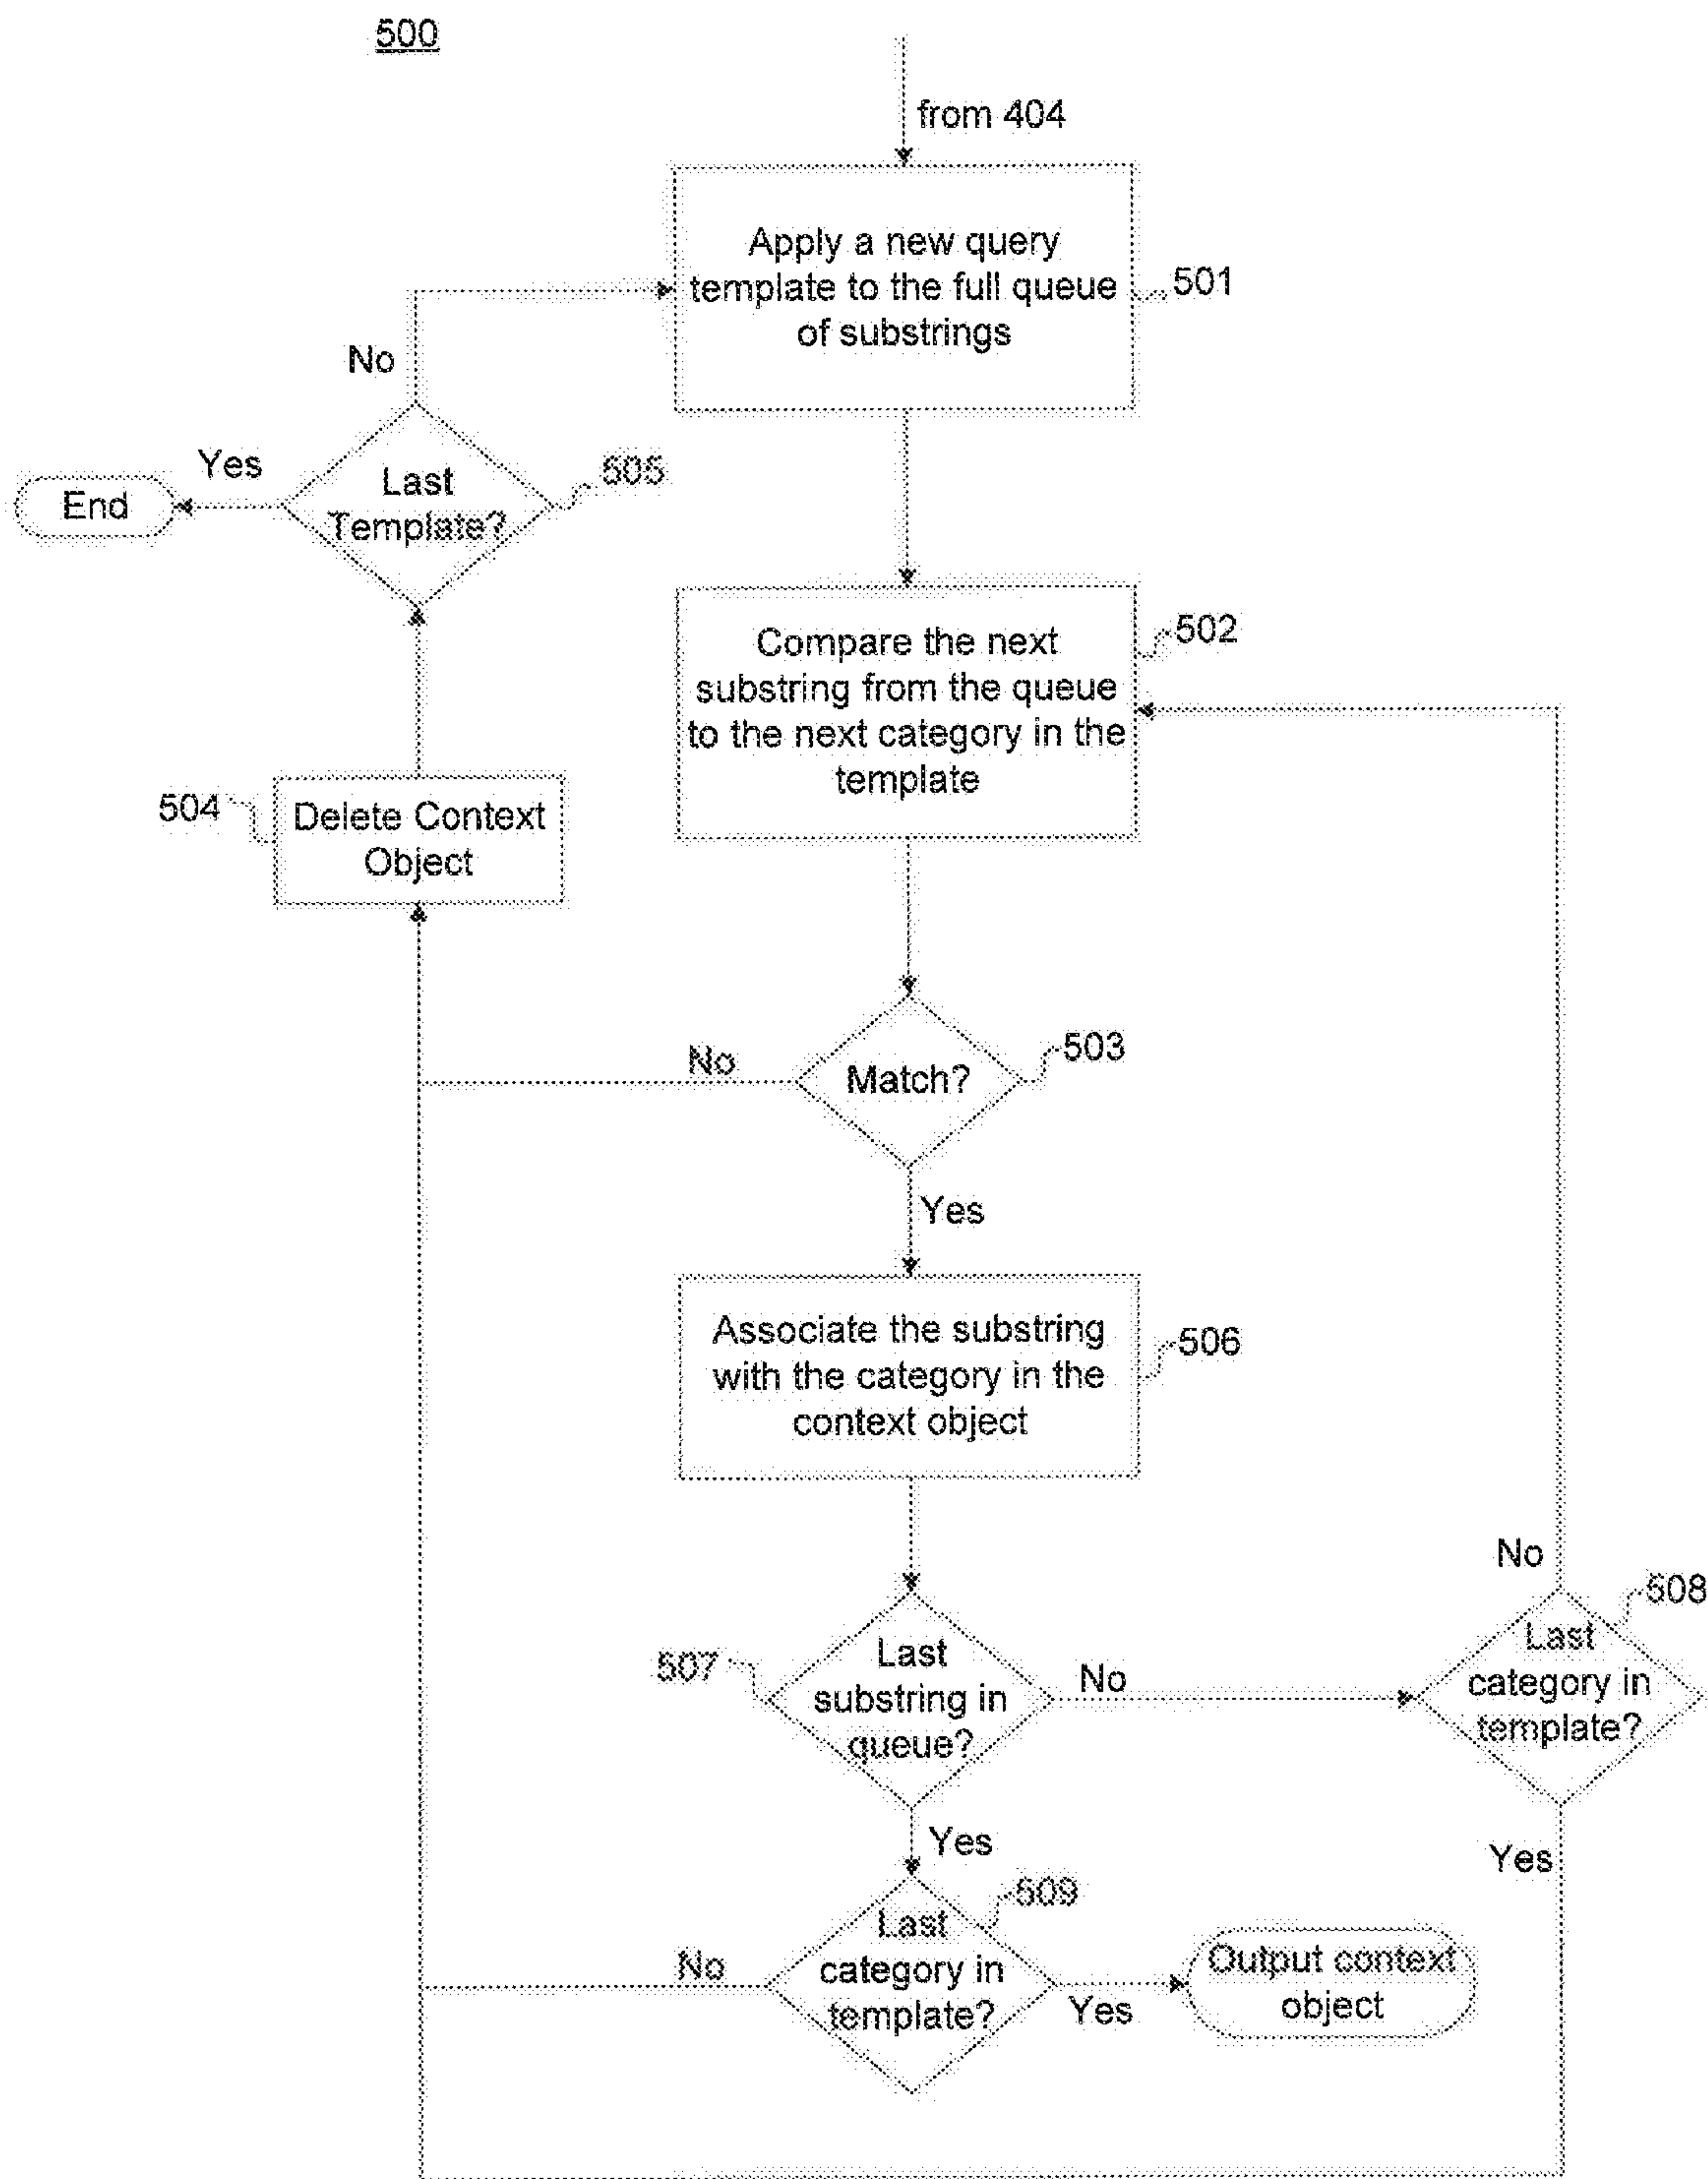 500
from 404
Apply a new query
template to the full queue
of substrings
501
No
Yes
End
Last
Template?
505
Compare the next
substring from the queue
to the next category in the
template
502
504
Delete Context
Object
No
Match?
503
Yes
Associate the substring
with the category in the
context object
506
No
508
Last
category in
template?
507
Last
substring in
queue?
No
Yes
Yes
509
Last
category in
template?
No
Yes
Output context
object